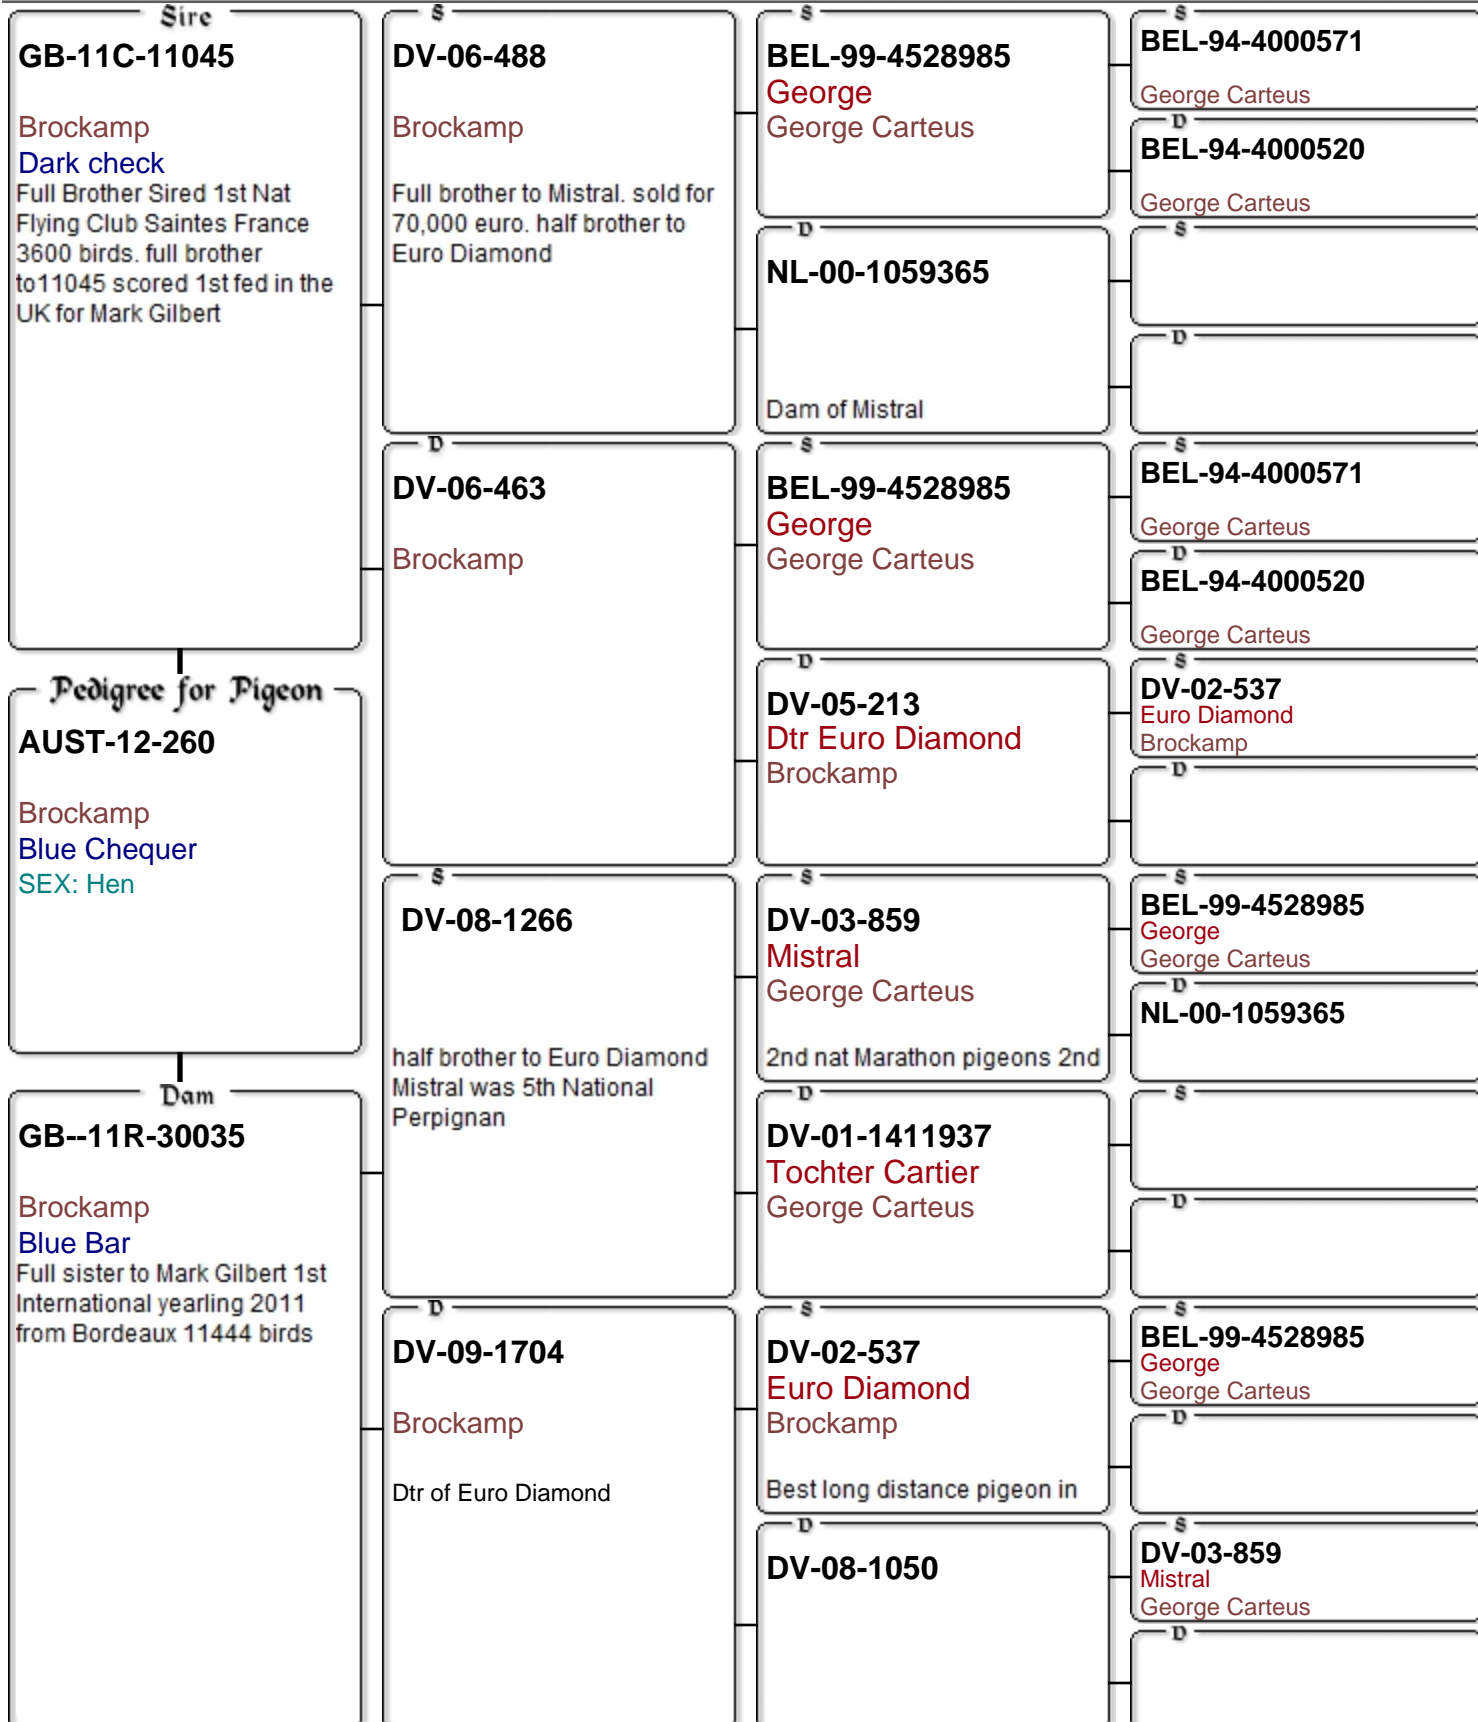 Sire
GB-11C-11045
Brockamp
Dark check
Full Brother Sired 1st Nat
Flying Club Saintes France
3600 birds. full brother
to11045 scored 1st fed in the
UK for Mark Gilbert
Pedigree for Pigeon
AUST-12-260
Brockamp
Blue Chequer
SEX: Hen
Dam
GB--11R-30035
Brockamp
Blue Bar
Full sister to Mark Gilbert 1st
International yearling 2011
from Bordeaux 11444 birds
S
DV-06-488
Brockamp
Full brother to Mistral. sold for
70,000 euro. half brother to
Euro Diamond
D
DV-06-463
Brockamp
S
DV-08-1266
half brother to Euro Diamond
Mistral was 5th National
Perpignan
D
DV-09-1704
Brockamp
Dtr of Euro Diamond
S
BEL-99-4528985
George
George Carteus
D
NL-00-1059365
Dam of Mistral
S
BEL-99-4528985
George
George Carteus
D
DV-05-213
Dtr Euro Diamond
Brockamp
S
DV-03-859
Mistral
George Carteus
2nd nat Marathon pigeons 2nd
D
DV-01-1411937
Tochter Cartier
George Carteus
S
DV-02-537
Euro Diamond
Brockamp
Best long distance pigeon in
D
DV-08-1050
S
BEL-94-4000571
George Carteus
D
BEL-94-4000520
George Carteus
S
D
S
BEL-94-4000571
George Carteus
D
BEL-94-4000520
George Carteus
S
DV-02-537
Euro Diamond
Brockamp
D
S
BEL-99-4528985
George
George Carteus
D
NL-00-1059365
S
D
S
BEL-99-4528985
George
George Carteus
D
S
DV-03-859
Mistral
George Carteus
D